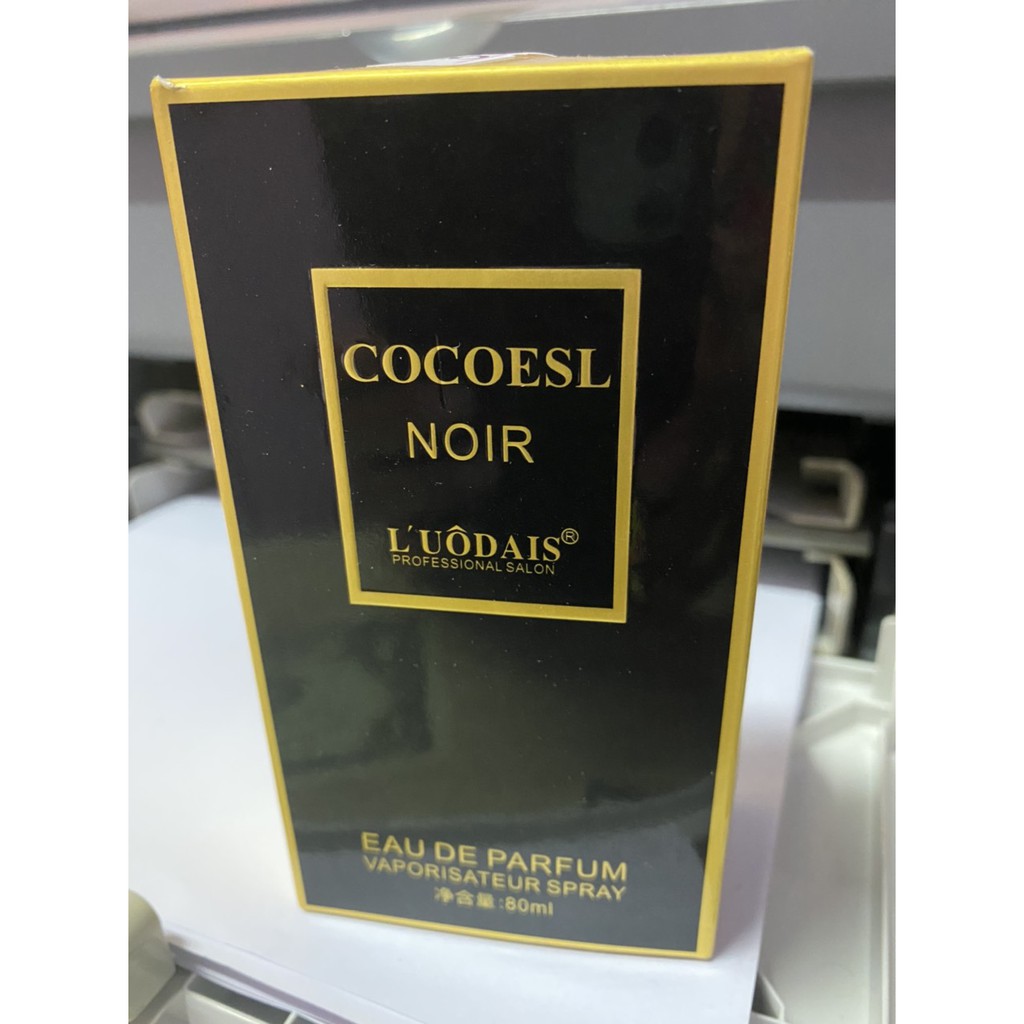 COCOESL
NOIR
L'UÔDAIS®
PROFESSIONAL SALON
EAU DE PARFUM
VAPORISATEUR SPRAY
净含量:80ml